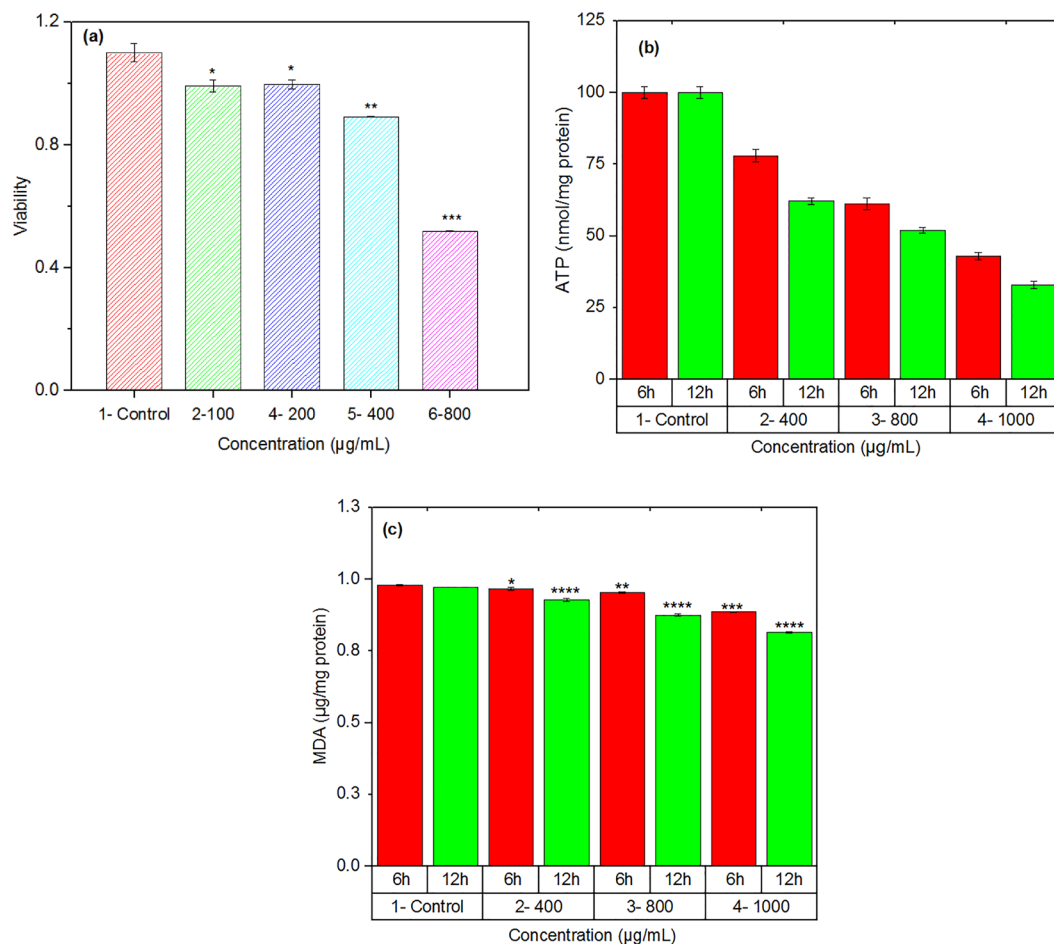 (a)
Viability
1.2
0.8
0.4
0.0
*
*
**
***
1- Control 2-100 4- 200 5- 400 6-800
Concentration (µg/mL)
(b)
ATP (nmol/mg protein)
125
100
75
50
25
0
6h 12h 6h 12h 6h 12h 6h 12h
1- Control 2- 400 3- 800 4- 1000
Concentration (µg/mL)
(c)
MDA (µg/mg protein)
1.3
1.0
0.8
0.5
0.3
0.0
* **** ** **** *** ****
6h 12h 6h 12h 6h 12h 6h 12h
1- Control 2- 400 3- 800 4- 1000
Concentration (µg/mL)